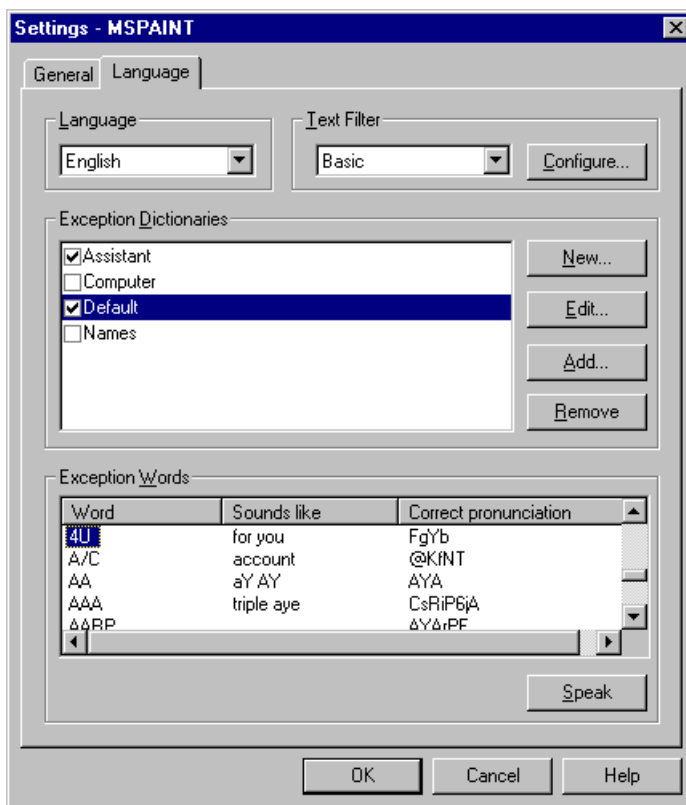 Settings - MSPAINT
General Language
Language Text Filter
English Basic Configure...
Exception Dictionaries
Assistant New...
Computer
Default Edit...
Names
Add...
Remove
Exception Words
Word Sounds like Correct pronunciation
4U for you FgYb
A/C account @KfNT
AA aY AY AYA
AAA triple aye CsRiP6jA
AARP AYArPF
Speak
OK Cancel Help